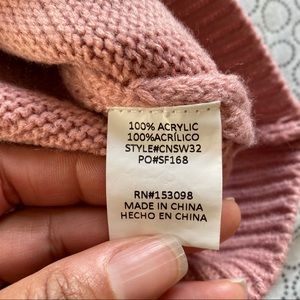 100% ACRYLIC
100% ACRÍLICO
STYLE#CNSW32
PO#SF168
RN#153098
MADE IN CHINA
HECHO EN CHINA